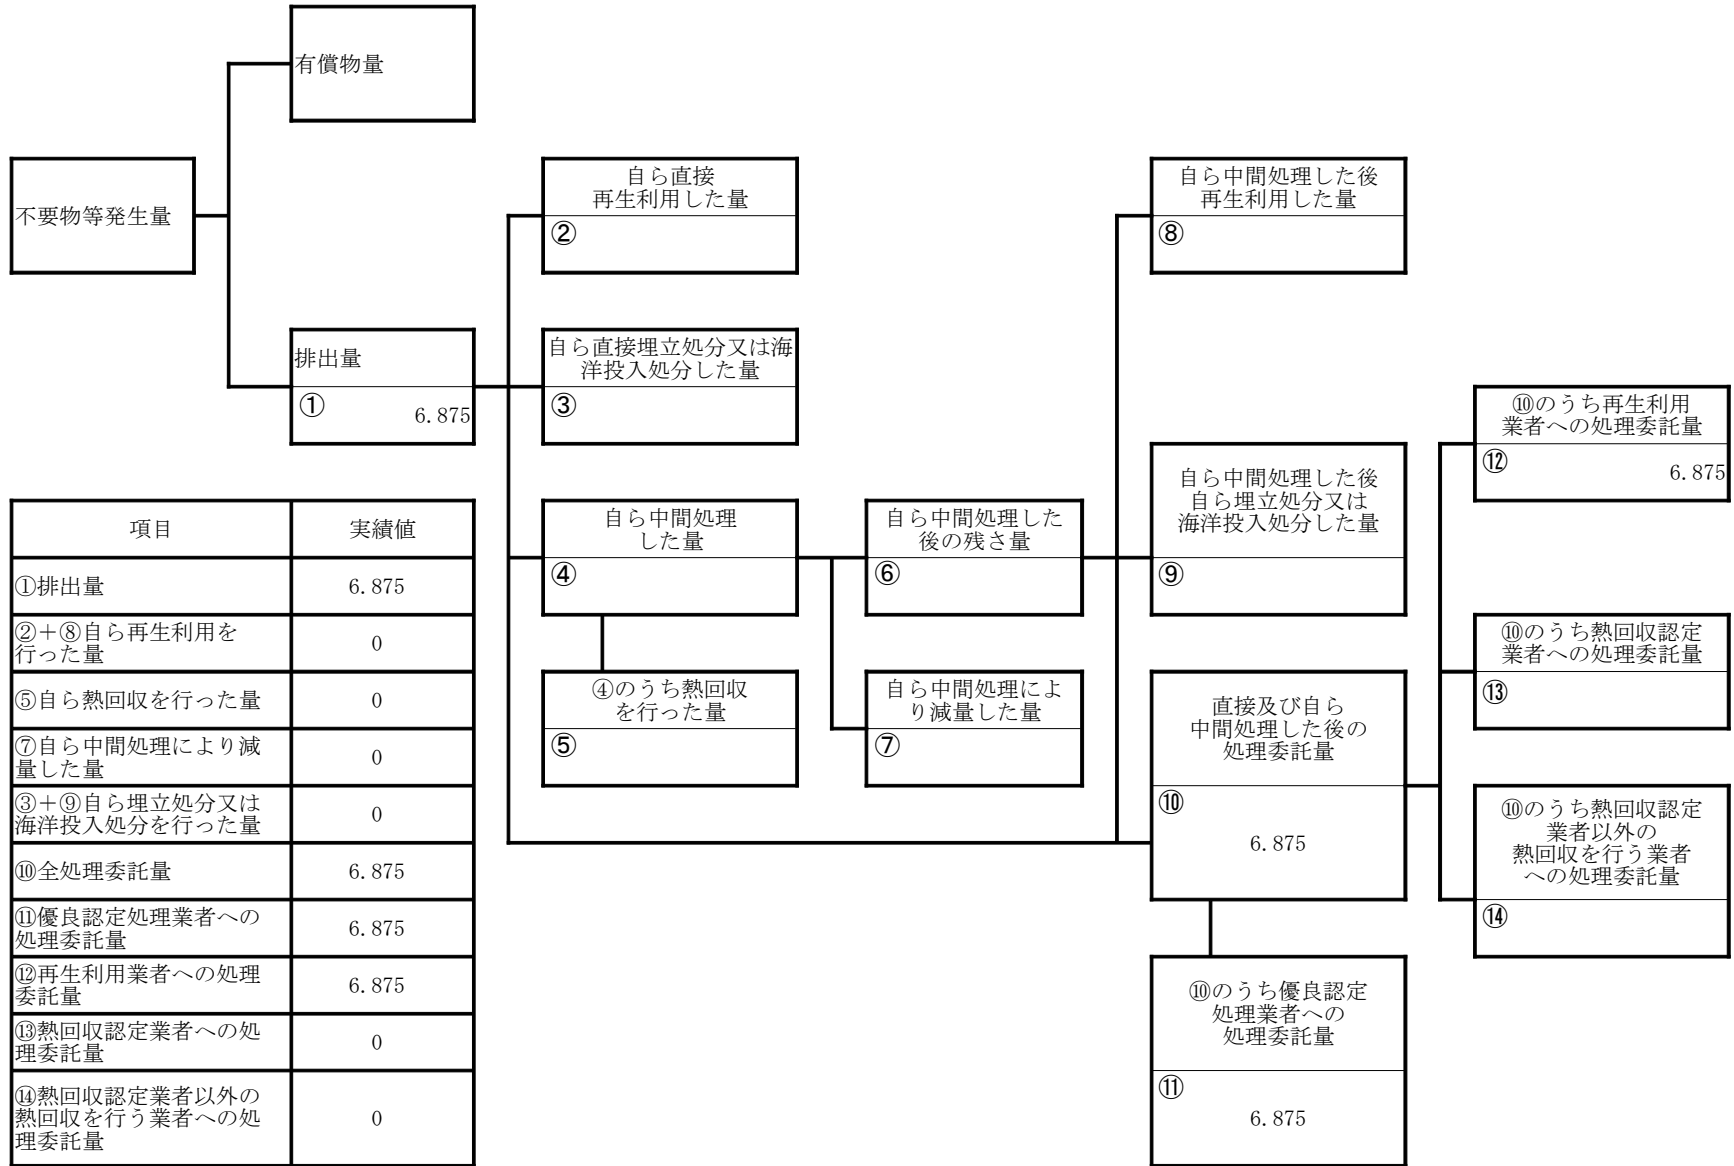 有償物量
不要物等発生量
自ら直接
再生利用した量
②
自ら中間処理した後
再生利用した量
⑧
排出量
①
6.875
自ら直接埋立処分又は海
洋投入処分した量
③
⑩のうち再生利用
業者への処理委託量
⑫
6.875
自ら中間処理
した量
④
自ら中間処理した
後の残さ量
⑥
自ら中間処理した後
自ら埋立処分又は
海洋投入処分した量
⑨
⑩のうち熱回収認定
業者への処理委託量
⑬
④のうち熱回収
を行った量
⑤
自ら中間処理によ
り減量した量
⑦
直接及び自ら
中間処理した後の
処理委託量
⑩
6.875
⑩のうち熱回収認定
業者以外の
熱回収を行う業者
への処理委託量
⑭
⑩のうち優良認定
処理業者への
処理委託量
⑪
6.875
項目 実績値
①排出量 6.875
②＋⑧自ら再生利用を
行った量 0
⑤自ら熱回収を行った量 0
⑦自ら中間処理により減
量した量 0
③＋⑨自ら埋立処分又は
海洋投入処分を行った量 0
⑩全処理委託量 6.875
⑪優良認定処理業者への
処理委託量 6.875
⑫再生利用業者への処理
委託量 6.875
⑬熱回収認定業者への処
理委託量 0
⑭熱回収認定業者以外の
熱回収を行う業者への処
理委託量 0